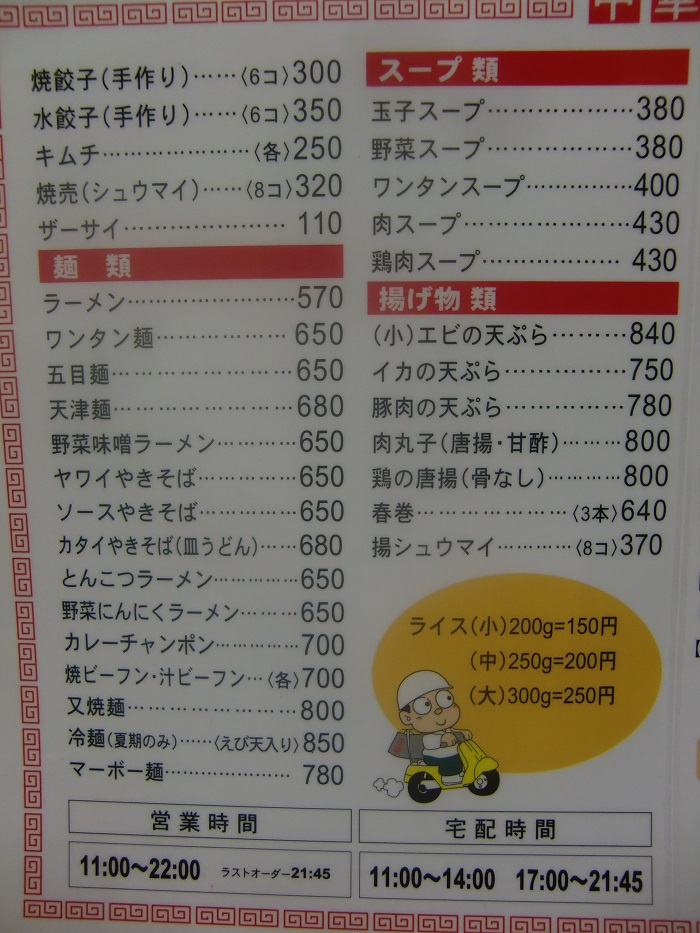 中華
焼餃子(手作り)……〈6コ〉300
水餃子(手作り)……〈6コ〉350
キムチ…………………〈各〉250
焼売(シュウマイ)……〈8コ〉320
ザーサイ…………………… 110
麺 類
ラーメン……………………570
ワンタン麺…………………650
五目麺………………………650
天津麺………………………680
野菜味噌ラーメン…………650
ヤワイやきそば……………650
ソースやきそば……………650
カタイやきそば(皿うどん)……680
とんこつラーメン…………650
野菜にんにくラーメン……650
カレーチャンポン…………700
焼ビーフン・汁ビーフン…〈各〉700
叉焼麺………………………800
冷麺(夏期のみ)……〈えび天入り〉850
マーボー麺………………780
スープ 類
玉子スープ………………380
野菜スープ………………380
ワンタンスープ…………400
肉スープ…………………430
鶏肉スープ………………430
揚げ物 類
(小)エビの天ぷら………840
イカの天ぷら……………750
豚肉の天ぷら……………780
肉丸子(唐揚・甘酢)……800
鶏の唐揚(骨なし)………800
春巻………………〈3本〉640
揚シュウマイ…………〈8コ〉370
ライス(小)200g=150円
(中)250g=200円
(大)300g=250円
営業時間
11:00〜22:00 ラストオーダー21:45
宅配時間
11:00〜14:00 17:00〜21:45